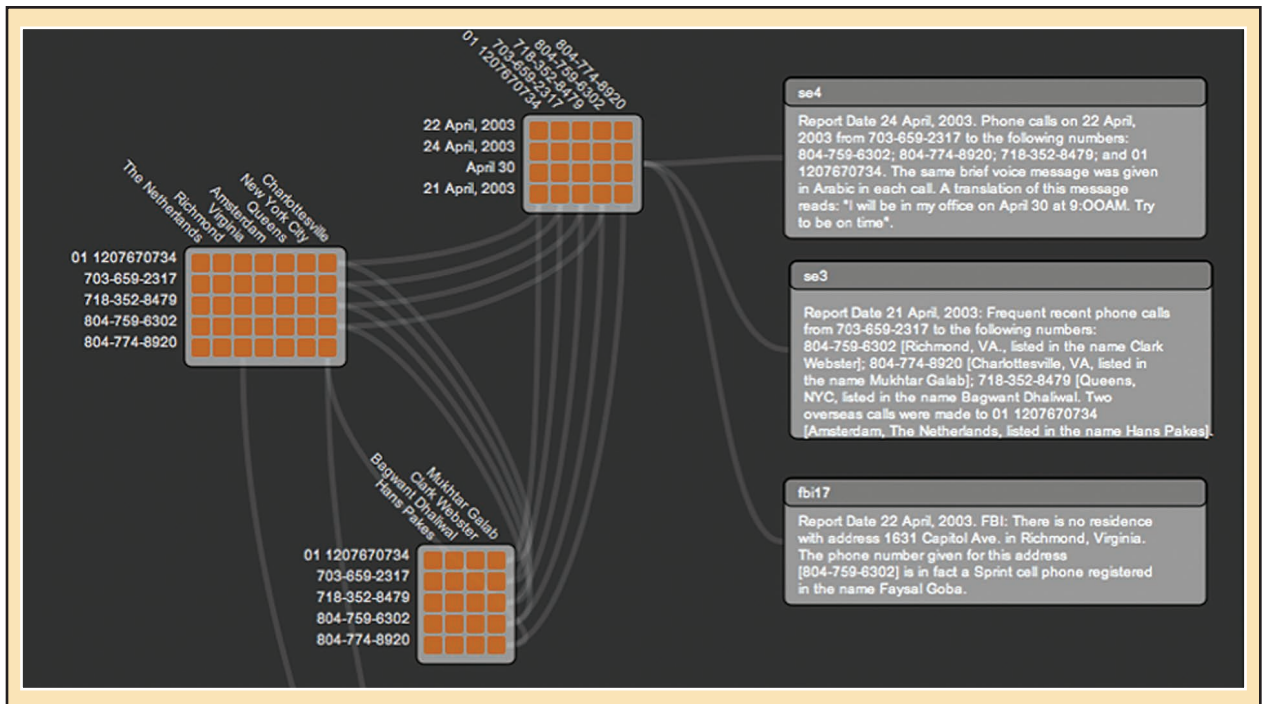 01 1207670734
703-659-2317
718-352-8479
804-759-6302
804-774-8920
22 April, 2003
24 April, 2003
April 30
21 April, 2003
The Netherlands
Richmond
Virginia
Amsterdam
Queens
New York City
Charlottesville
01 1207670734
703-659-2317
718-352-8479
804-759-6302
804-774-8920
Hans Pakes
Bagwant Dhaliwal
Clark Webster
Mukhtar Galab
01 1207670734
703-659-2317
718-352-8479
804-759-6302
804-774-8920
se4
Report Date 24 April, 2003. Phone calls on 22 April,
2003 from 703-659-2317 to the following numbers:
804-759-6302; 804-774-8920; 718-352-8479; and 01
1207670734. The same brief voice message was given
in Arabic in each call. A translation of this message
reads: "I will be in my office on April 30 at 9:OOAM. Try
to be on time".
se3
Report Date 21 April, 2003: Frequent recent phone calls
from 703-659-2317 to the following numbers:
804-759-6302 [Richmond, VA., listed in the name Clark
Webster]; 804-774-8920 [Charlottesville, VA, listed in
the name Mukhtar Galab]; 718-352-8479 [Queens,
NYC, listed in the name Bagwant Dhaliwal. Two
overseas calls were made to 01 1207670734
[Amsterdam, The Netherlands, listed in the name Hans Pakes].
fbi17
Report Date 22 April, 2003. FBI: There is no residence
with address 1631 Capitol Ave. in Richmond, Virginia.
The phone number given for this address
[804-759-6302] is in fact a Sprint cell phone registered
in the name Faysal Goba.